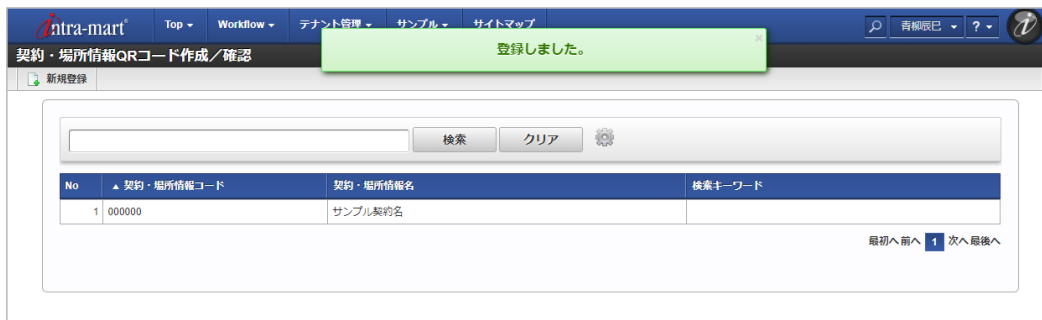 intra-mart Top Workflow テナント管理 サンプル サイトマップ 青柳辰巳 ?
登録しました。
契約・場所情報QRコード作成／確認
新規登録
検索 クリア
No ▲ 契約・場所情報コード 契約・場所情報名 検索キーワード
1 000000 サンプル契約名
最初へ 前へ 1 次へ 最後へ